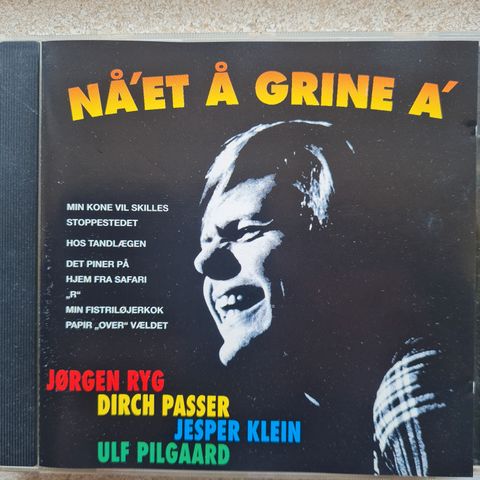 NÅ'ET Å GRINE A'
MIN KONE VIL SKILLES
STOPPESTEDET
HOS TANDLÆGEN
DET PINER PÅ
HJEM FRA SAFARI
„R"
MIN FISTRILØJERKOK
PAPIR „OVER" VÆLDET
JØRGEN RYG
DIRCH PASSER
JESPER KLEIN
ULF PILGAARD